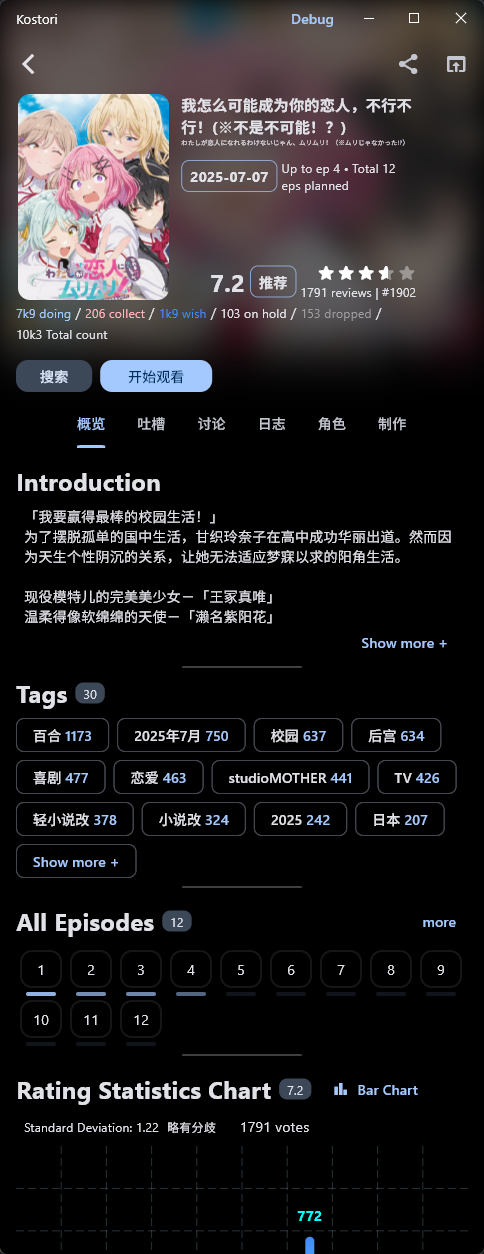 Kostori
Debug
我怎么可能成为你的恋人，不行不
行！(※不是不可能！？)
わたしが恋人になれるわけないじゃん、ムリムリ！（※ムリじゃなかった!?）
2025-07-07
Up to ep 4 • Total 12
eps planned
7.2
推荐
1791 reviews | #1902
7k9 doing / 206 collect / 1k9 wish / 103 on hold / 153 dropped /
10k3 Total count
搜索
开始观看
概览 吐槽 讨论 日志 角色 制作
Introduction
「我要赢得最棒的校园生活！」
为了摆脱孤单的国中生活，甘织玲奈子在高中成功华丽出道。然而因
为天生个性阴沉的关系，让她无法适应梦寐以求的阳角生活。
现役模特儿的完美美少女－「王冢真唯」
温柔得像软绵绵的天使－「濑名紫阳花」
Show more +
Tags 30
百合 1173 2025年7月 750 校园 637 后宫 634
喜剧 477 恋爱 463 studioMOTHER 441 TV 426
轻小说改 378 小说改 324 2025 242 日本 207
Show more +
All Episodes 12 more
1 2 3 4 5 6 7 8 9
10 11 12
Rating Statistics Chart 7.2 Bar Chart
Standard Deviation: 1.22 略有分歧 1791 votes
772